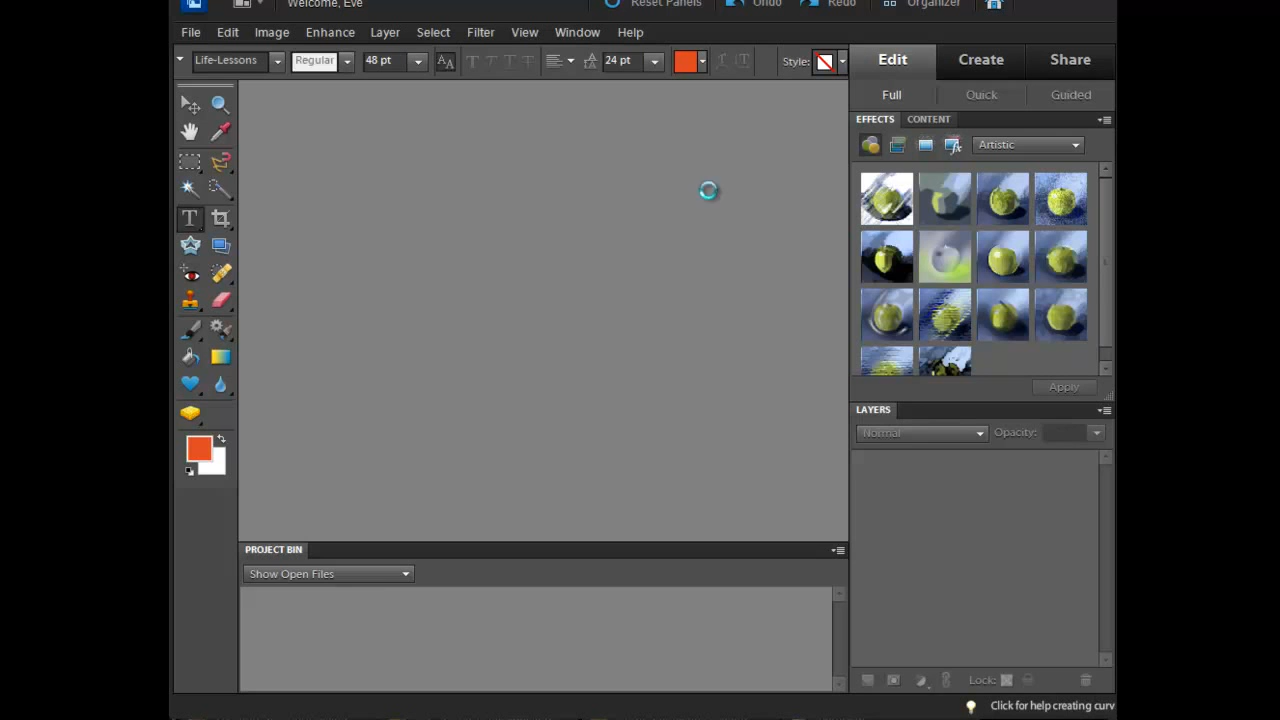 Welcome, Eve
Reset Panels Undo Redo Organizer
File Edit Image Enhance Layer Select Filter View Window Help
Life-Lessons Regular 48 pt 24 pt Style:
Edit Create Share
Full Quick Guided
EFFECTS CONTENT
Artistic
Apply
LAYERS
Normal Opacity:
PROJECT BIN
Show Open Files
Lock:
Click for help creating curv